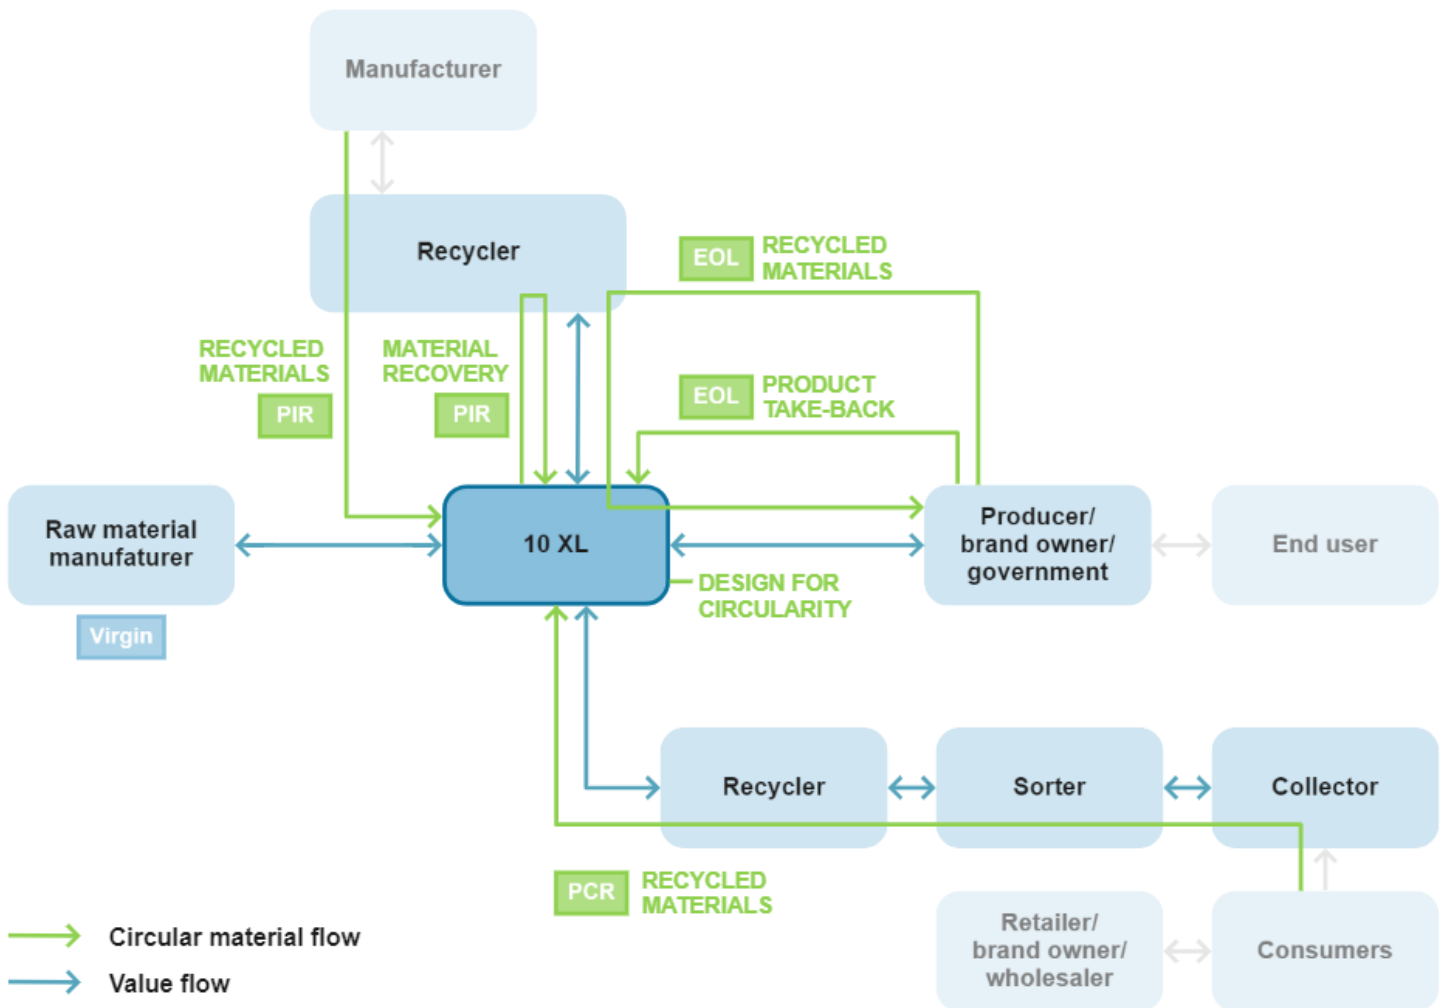 Manufacturer
Recycler
EOL
RECYCLED
MATERIALS
RECYCLED
MATERIALS
PIR
MATERIAL
RECOVERY
PIR
EOL
PRODUCT
TAKE-BACK
Raw material
manufaturer
Virgin
10 XL
Producer/
brand owner/
government
End user
DESIGN FOR
CIRCULARITY
Recycler
Sorter
Collector
PCR
RECYCLED
MATERIALS
Retailer/
brand owner/
wholesaler
Consumers
Circular material flow
Value flow